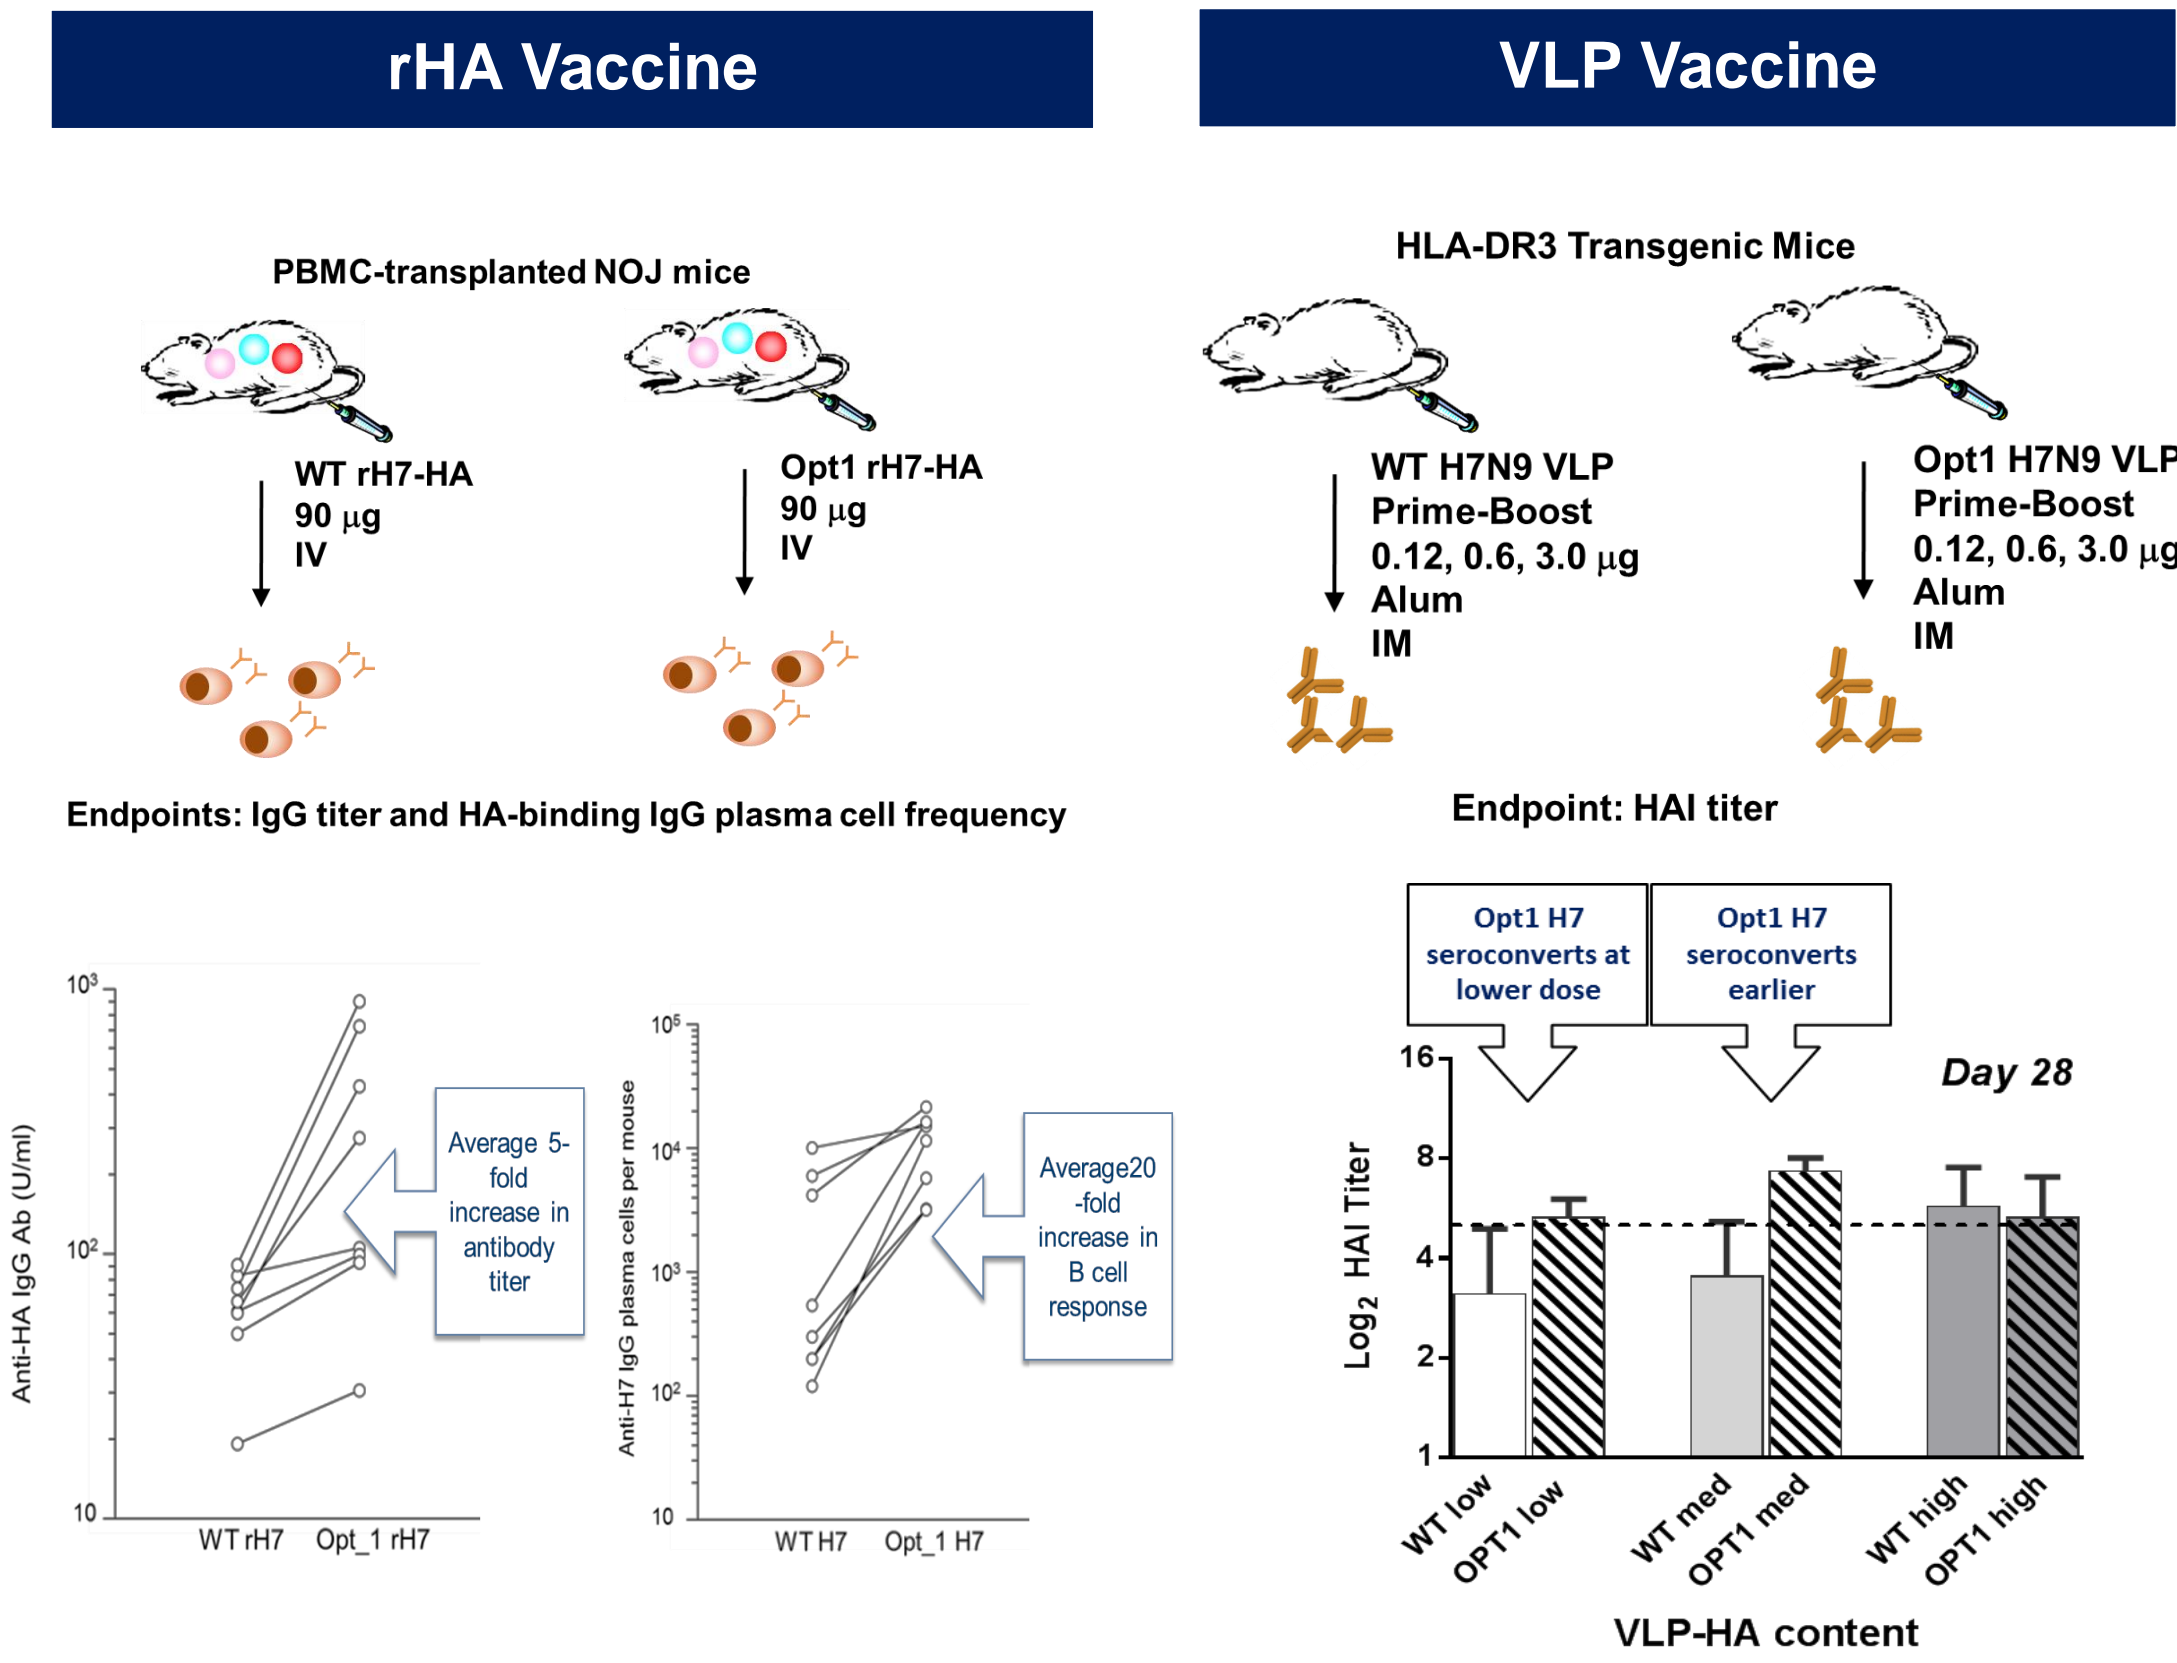 rHA Vaccine
PBMC-transplanted NOJ mice
WT rH7-HA
90 μg
IV
Opt1 rH7-HA
90 μg
IV
Endpoints: IgG titer and HA-binding IgG plasma cell frequency
Anti-HA IgG Ab (U/ml)
10³
10²
10
WT rH7
Opt_1 rH7
Average 5-
fold
increase in
antibody
titer
Anti-H7 IgG plasma cells per mouse
10⁵
10⁴
10³
10²
10
WT H7
Opt_1 H7
Average20
-fold
increase in
B cell
response
VLP Vaccine
HLA-DR3 Transgenic Mice
WT H7N9 VLP
Prime-Boost
0.12, 0.6, 3.0 μg
Alum
IM
Opt1 H7N9 VLP
Prime-Boost
0.12, 0.6, 3.0 μg
Alum
IM
Endpoint: HAI titer
Opt1 H7
seroconverts at
lower dose
Opt1 H7
seroconverts
earlier
Day 28
Log₂ HAI Titer
16
8
4
2
1
WT low
OPT1 low
WT med
OPT1 med
WT high
OPT1 high
VLP-HA content